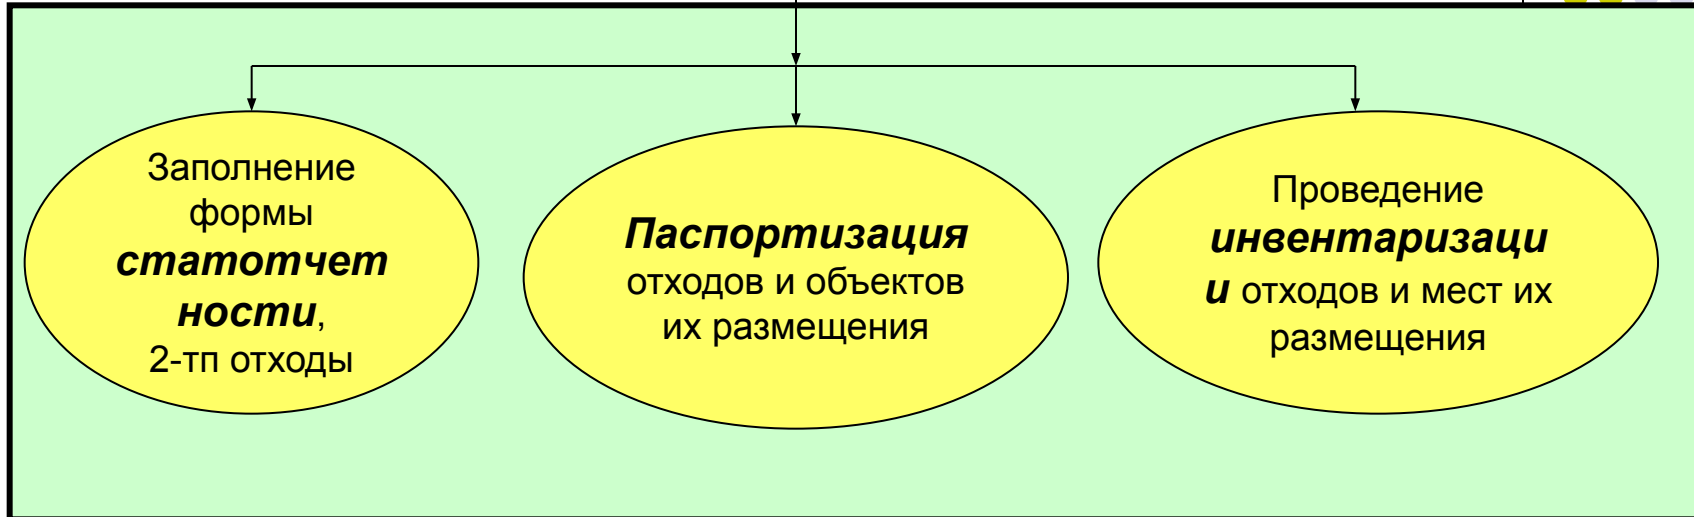 Заполнение
формы
статотчет
ности,
2-тп отходы
Паспортизация
отходов и объектов
их размещения
Проведение
инвентаризаци
и отходов и мест их
размещения